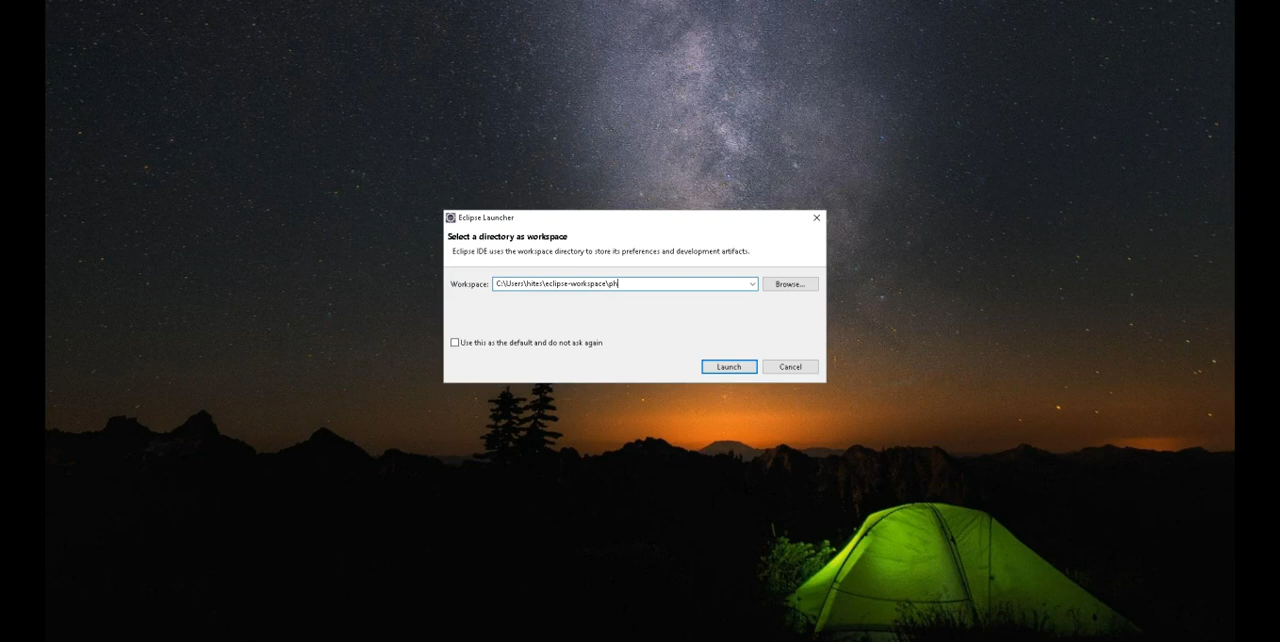 Eclipse Launcher
Select a directory as workspace
Eclipse IDE uses the workspace directory to store its preferences and development artifacts.
Workspace: C:\Users\hites\eclipse-workspace\ph Browse...
Use this as the default and do not ask again
Launch Cancel